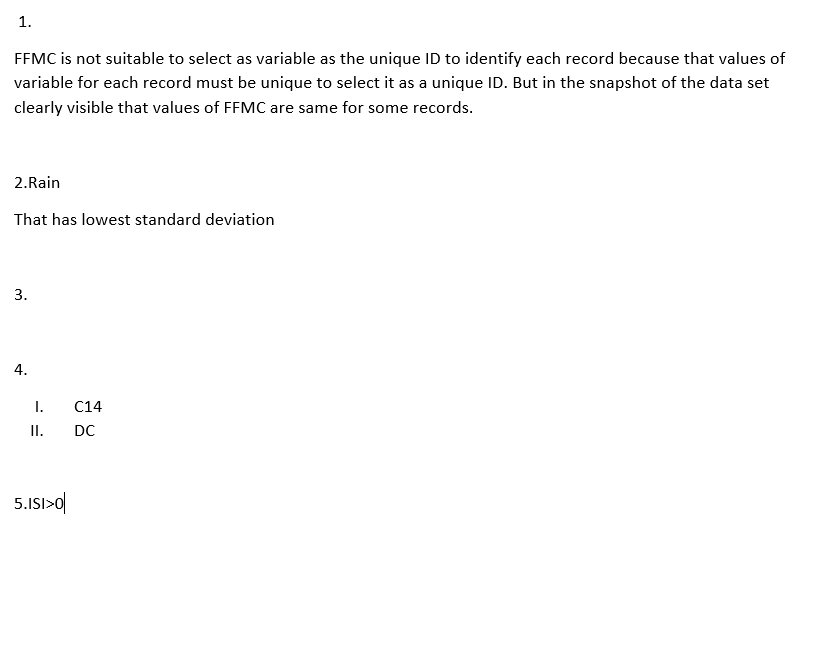 1.
FFMC is not suitable to select as variable as the unique ID to identify each record because that values of
variable for each record must be unique to select it as a unique ID. But in the snapshot of the data set
clearly visible that values of FFMC are same for some records.
2.Rain
That has lowest standard deviation
3.
4.
I. C14
II. DC
5.ISI>0